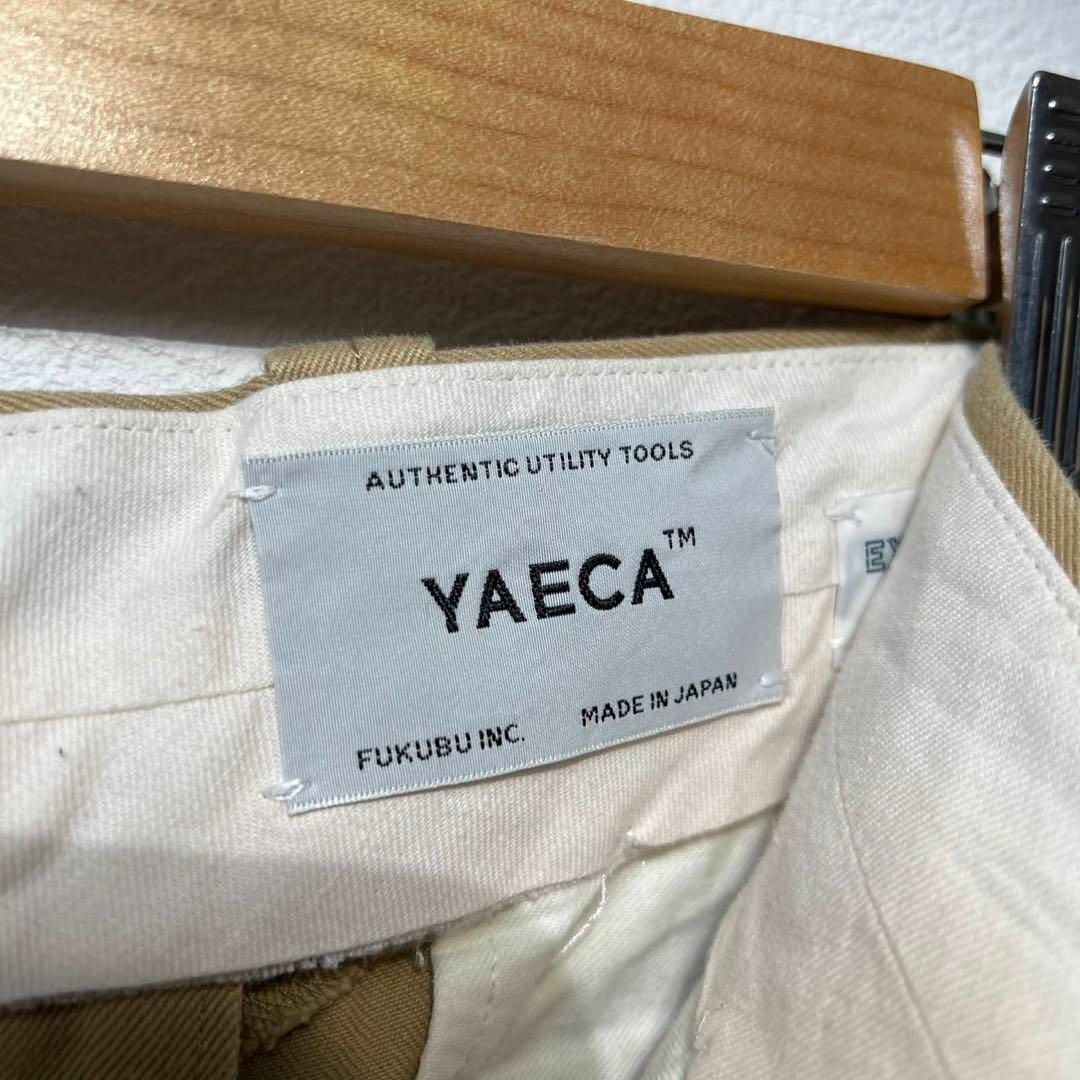 AUTHENTIC UTILITY TOOLS
YAECA™
FUKUBU INC. MADE IN JAPAN